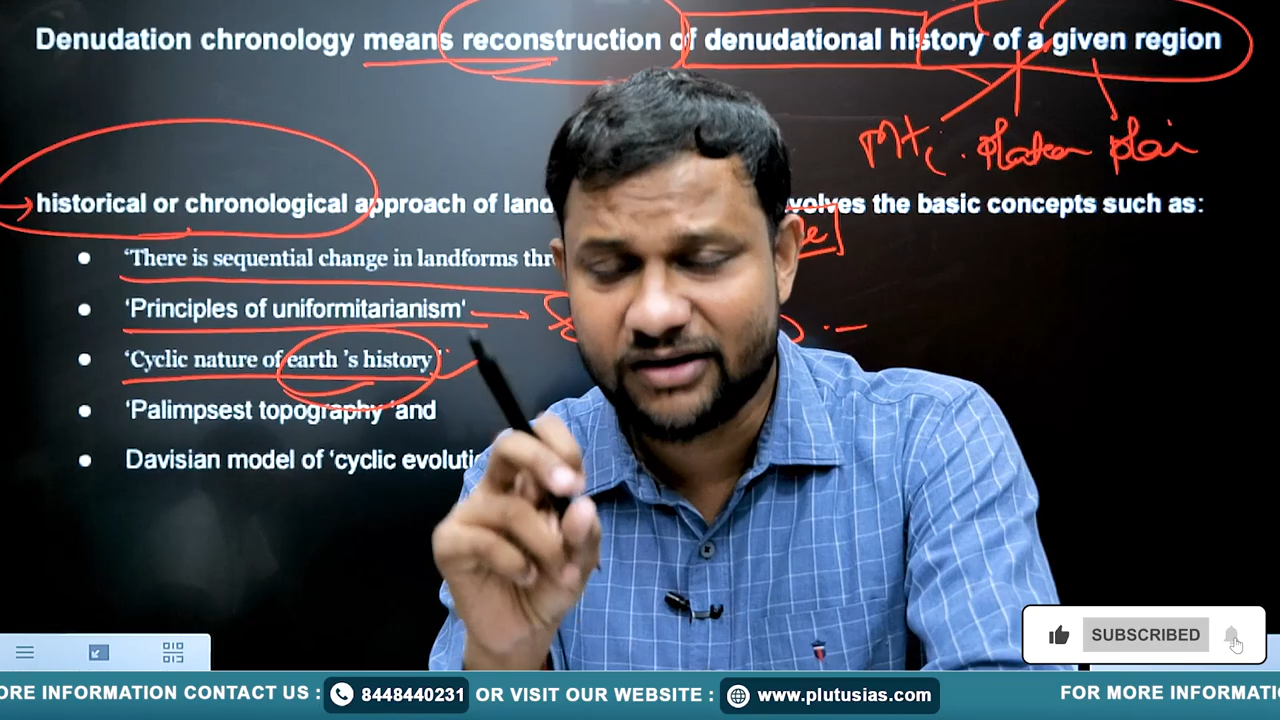 Denudation chronology means reconstruction of denudational history of a given region
Mt, plateau plain
historical or chronological approach of land volves the basic concepts such as:
'There is sequential change in landforms thr
'Principles of uniformitarianism'
'Cyclic nature of earth 's history '
'Palimpsest topography 'and
Davisian model of 'cyclic evoluti
SUBSCRIBED
ORE INFORMATION CONTACT US : 8448440231 OR VISIT OUR WEBSITE : www.plutusias.com FOR MORE INFORMATI